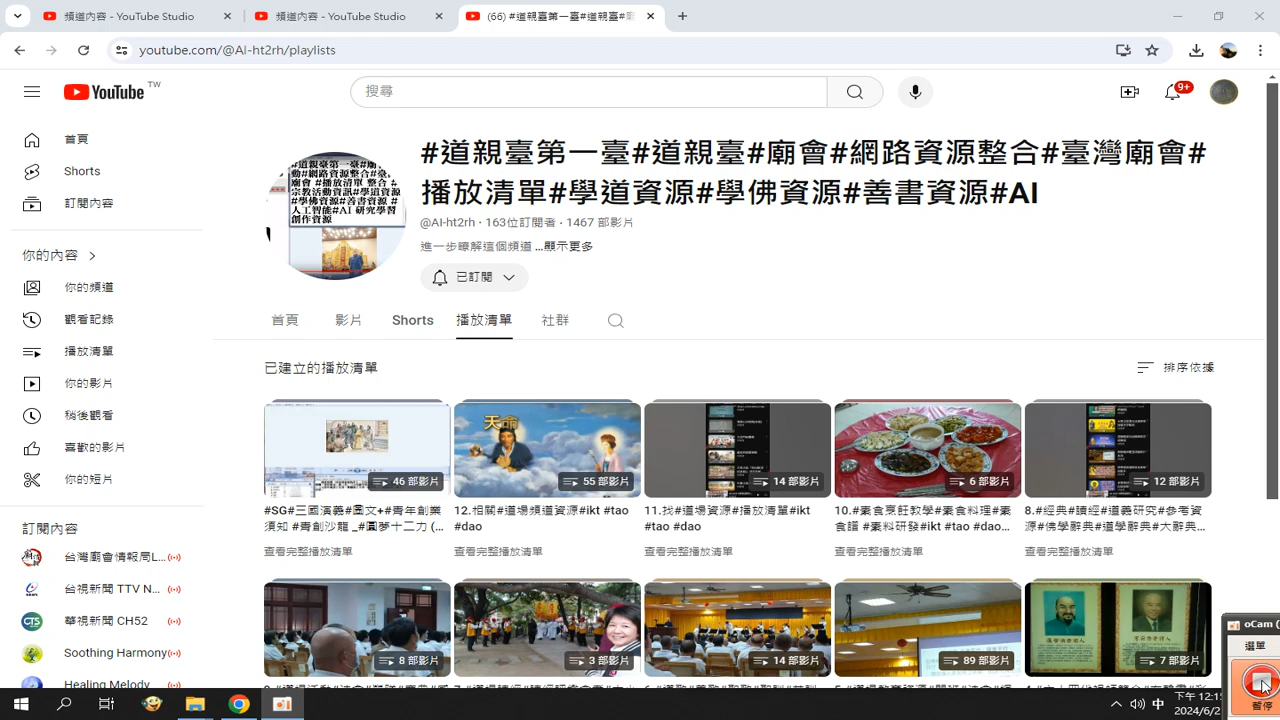 頻道內容 - YouTube Studio
頻道內容 - YouTube Studio
(66) #道親臺第一臺#道親臺#廟
youtube.com/@AI-ht2rh/playlists
YouTube TW
搜尋
9+
首頁
Shorts
訂閱內容
你的內容
你的頻道
觀看記錄
播放清單
你的影片
稍後觀看
喜歡的影片
你的短片
訂閱內容
台灣廟會情報局L...
台視新聞 TTV N...
華視新聞 CH52
Soothing Harmony
Healing Melody
#道親臺第一臺#道親臺#廟會#網路資源整合#臺灣廟會#
播放清單#學道資源#學佛資源#善書資源#AI
@AI-ht2rh · 163位訂閱者 · 1467 部影片
進一步瞭解這個頻道 ...顯示更多
已訂閱
首頁 影片 Shorts 播放清單 社群
已建立的播放清單
排序依據
46 部影片
天命
55 部影片
14 部影片
6 部影片
12 部影片
#SG#三國演義#圖文+#青年創業
須知 #青創沙龍 _#圓夢十二力 (...
查看完整播放清單
12.相關#道場頻道資源#ikt #tao
#dao
查看完整播放清單
11.找#道場資源#播放清單#ikt
#tao #dao
查看完整播放清單
10.#素食烹飪教學#素食料理#素
食譜 #素料研發#ikt #tao #dao...
查看完整播放清單
8.#經典#讀經#道義研究#參考資
源#佛學辭典#道學辭典#大辭典...
查看完整播放清單
8 部影片
3 部影片
14 部影片
89 部影片
7 部影片
oCam (
選單
暫停
中
下午 12:15
2024/6/2